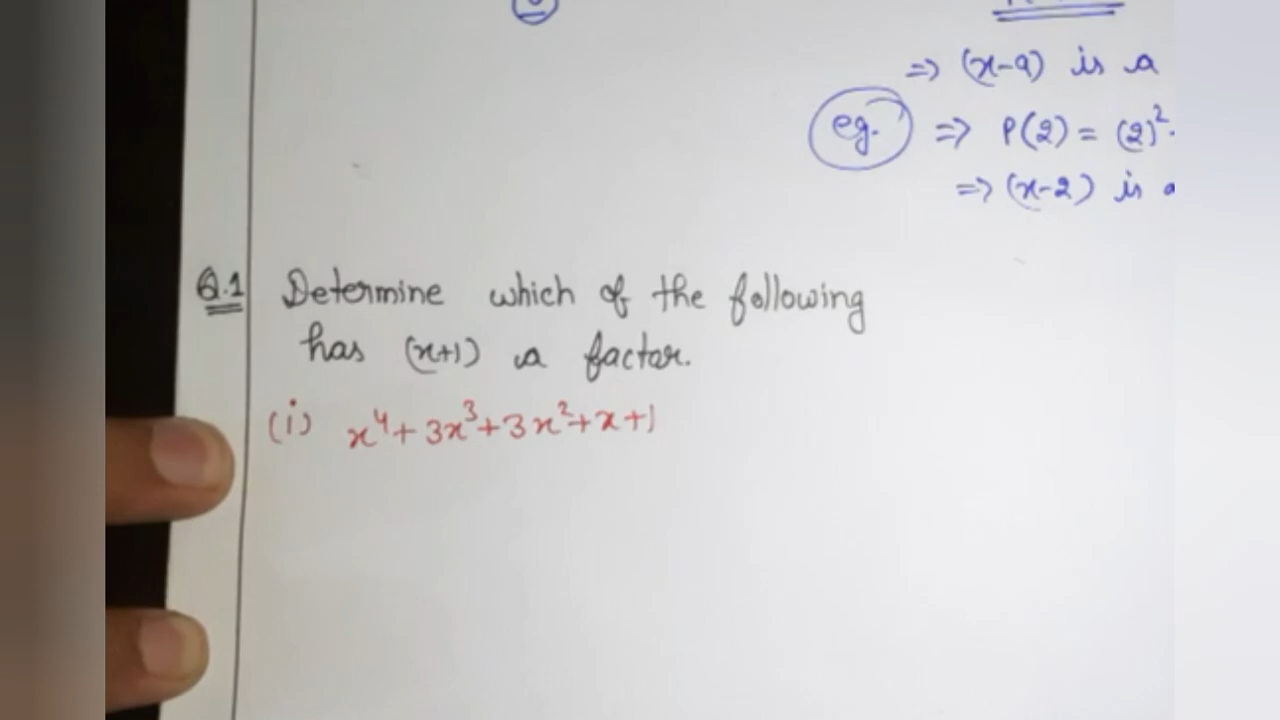 => (x-a) is a
eg. => P(2) = (2)².
=> (x-2) is a
Q.1 Determine which of the following
has (x+1) a factor.
(i) x⁴+3x³+3x²+x+1